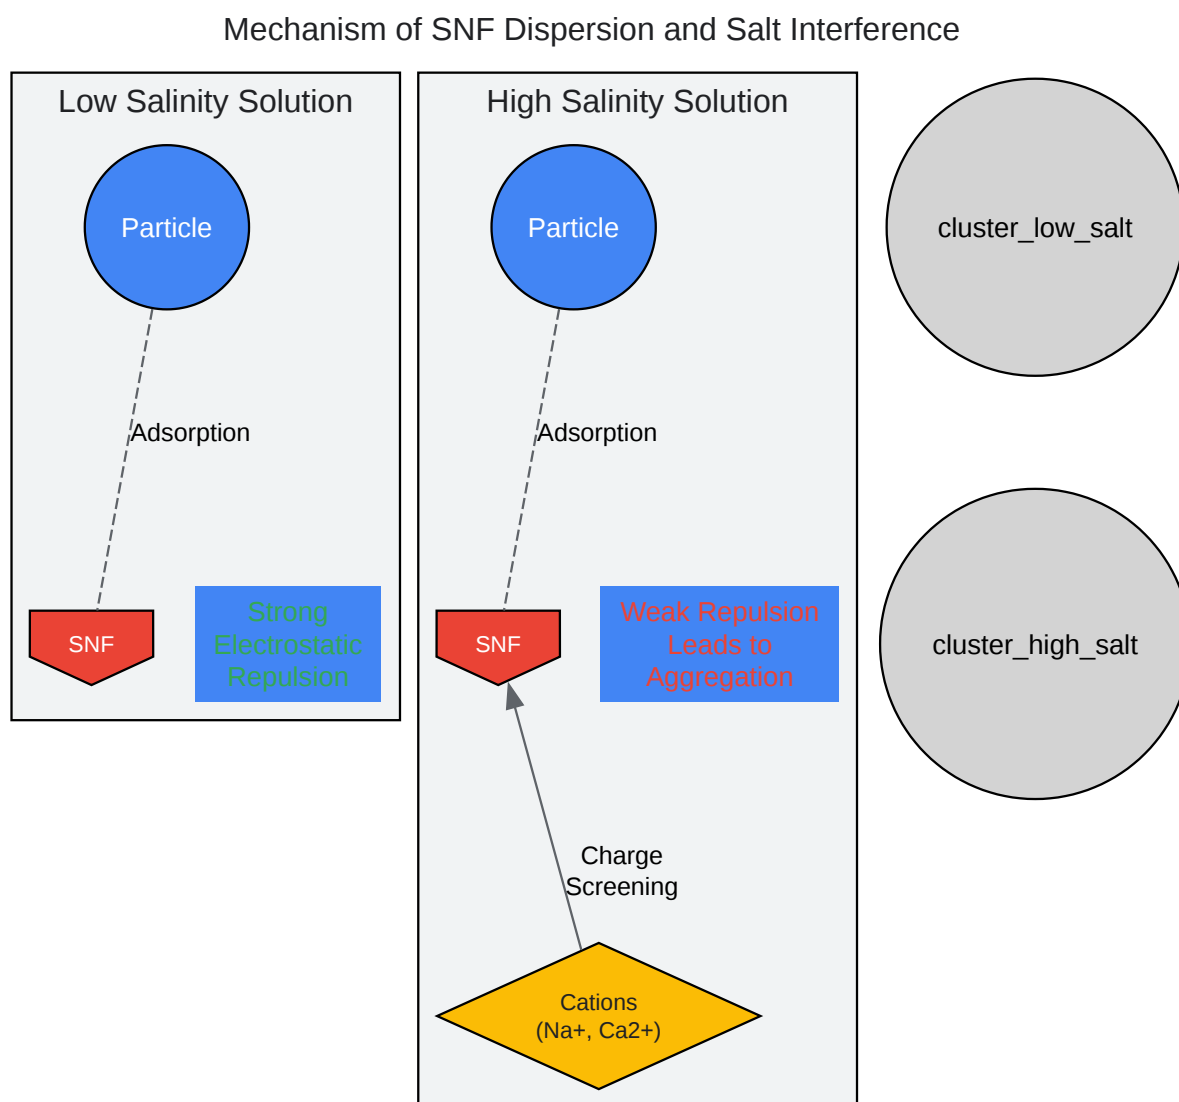 Mechanism of SNF Dispersion and Salt Interference
Low Salinity Solution
Particle
Adsorption
SNF
Strong
Electrostatic
Repulsion
High Salinity Solution
Particle
Adsorption
SNF
Weak Repulsion
Leads to
Aggregation
Charge
Screening
Cations
(Na+, Ca2+)
cluster_low_salt
cluster_high_salt